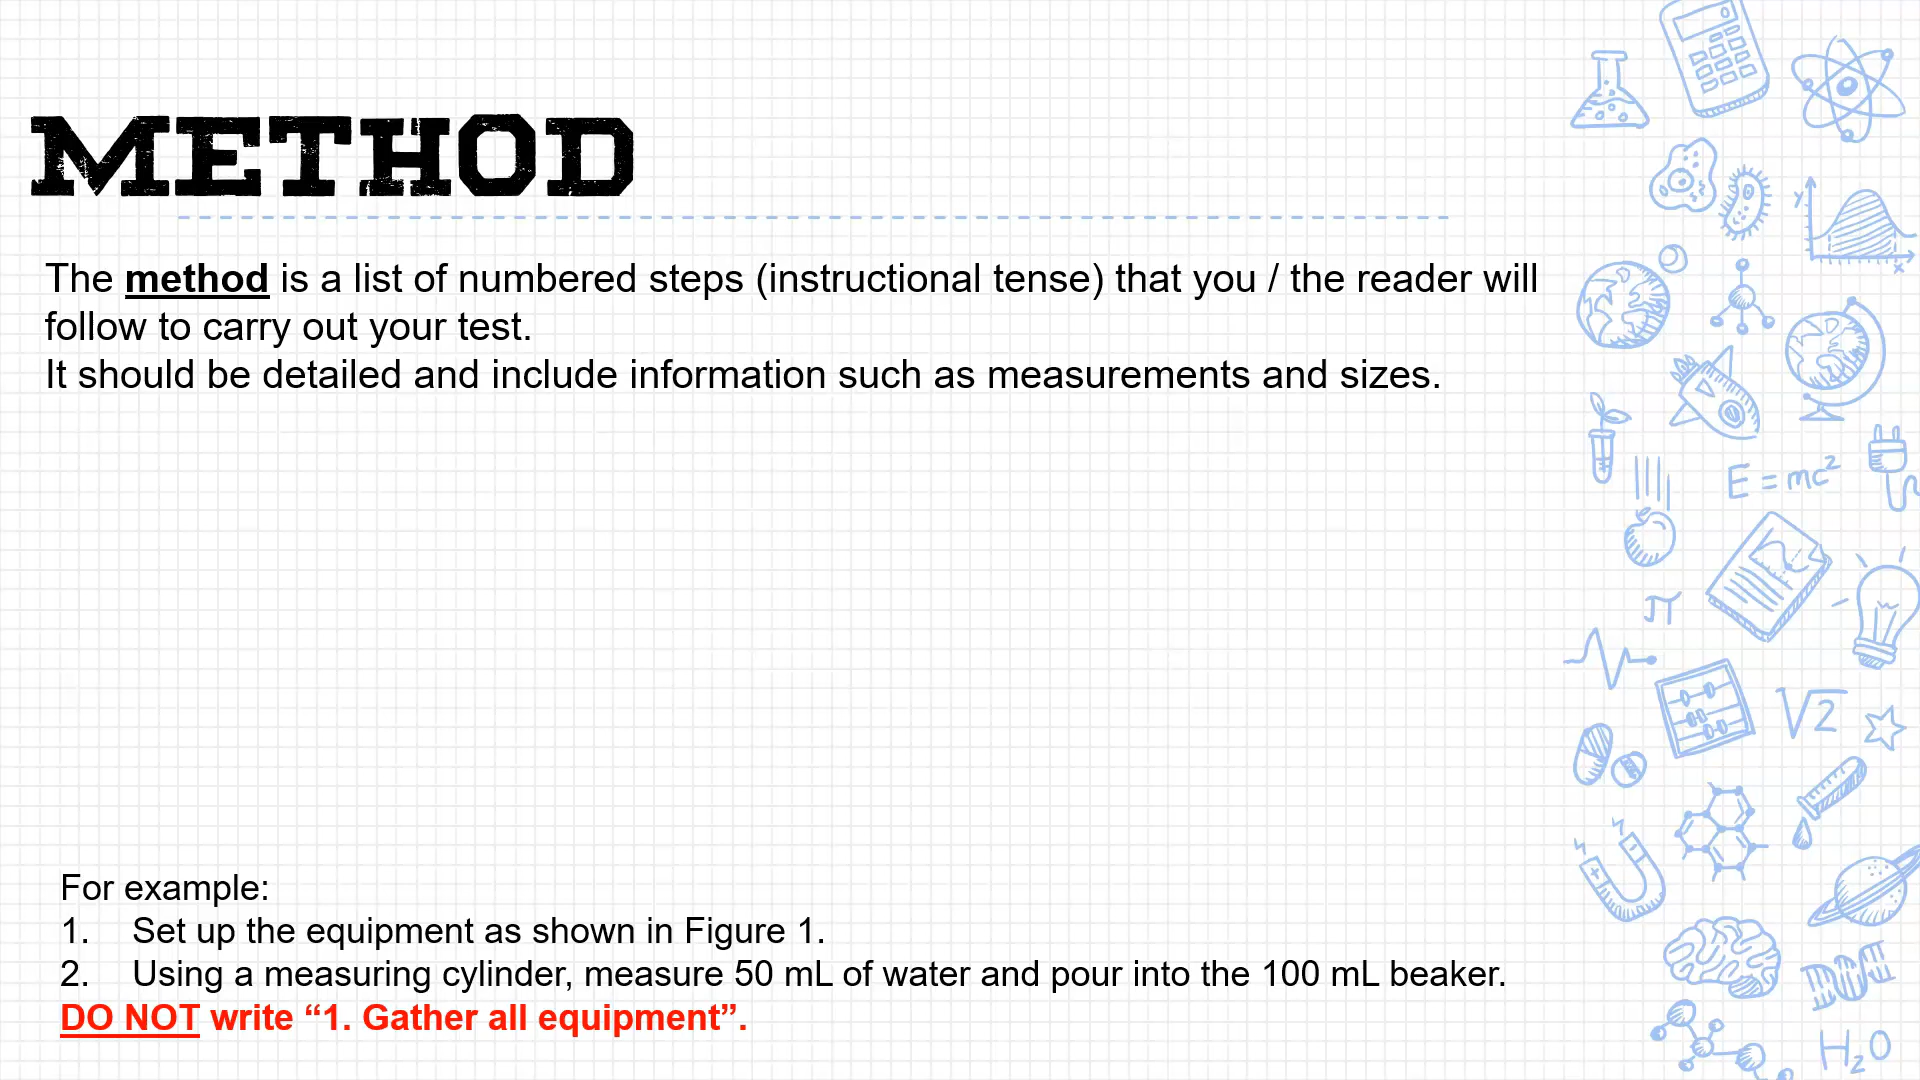 METHOD
The method is a list of numbered steps (instructional tense) that you / the reader will
follow to carry out your test.
It should be detailed and include information such as measurements and sizes.
For example:
1. Set up the equipment as shown in Figure 1.
2. Using a measuring cylinder, measure 50 mL of water and pour into the 100 mL beaker.
DO NOT write “1. Gather all equipment”.
y
x
E = mc²
π
√2
H₂O